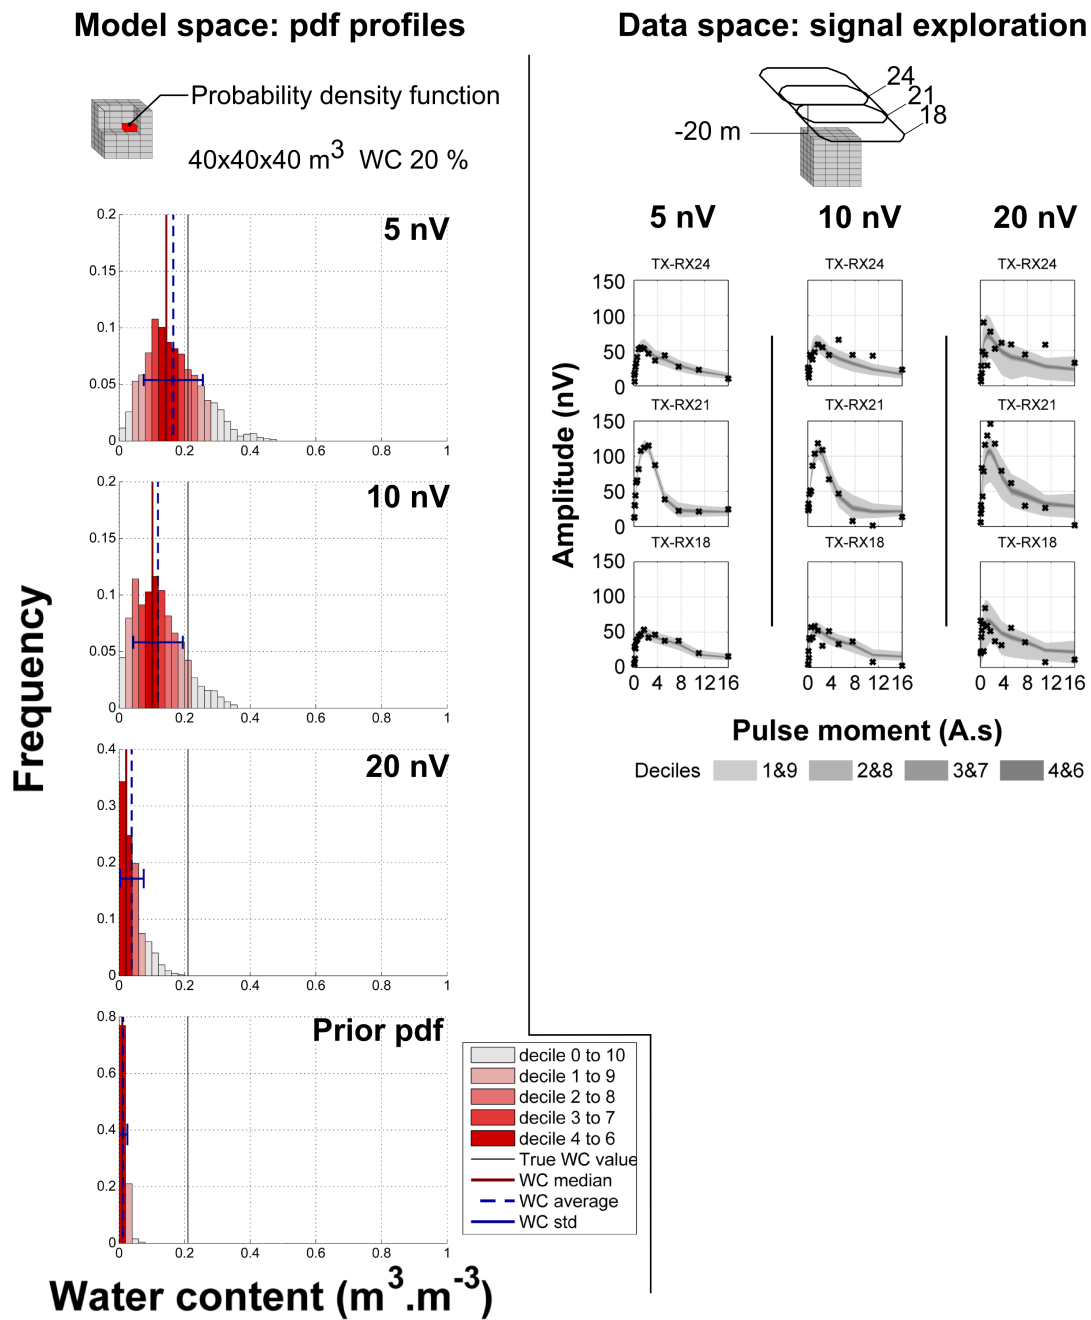 Model space: pdf profiles
Probability density function
40x40x40 m3 WC 20 %
0.2
0.15
0.1
0.05
0
5 nV
0 0.2 0.4 0.6 0.8 1
0.2
0.15
0.1
0.05
0
10 nV
0 0.2 0.4 0.6 0.8 1
0.4
0.3
0.2
0.1
0
20 nV
0 0.2 0.4 0.6 0.8 1
0.8
0.6
0.4
0.2
0
Prior pdf
0 0.2 0.4 0.6 0.8 1
Frequency
Water content (m3.m-3)
decile 0 to 10
decile 1 to 9
decile 2 to 8
decile 3 to 7
decile 4 to 6
True WC value
WC median
WC average
WC std
Data space: signal exploration
24
21
18
-20 m
5 nV 10 nV 20 nV
TX-RX24 TX-RX24 TX-RX24
150
100
50
0
TX-RX21 TX-RX21 TX-RX21
150
100
50
0
TX-RX18 TX-RX18 TX-RX18
150
100
50
0
0 4 8 12 16 0 4 8 12 16 0 4 8 12 16
Amplitude (nV)
Pulse moment (A.s)
Deciles 1&9 2&8 3&7 4&6